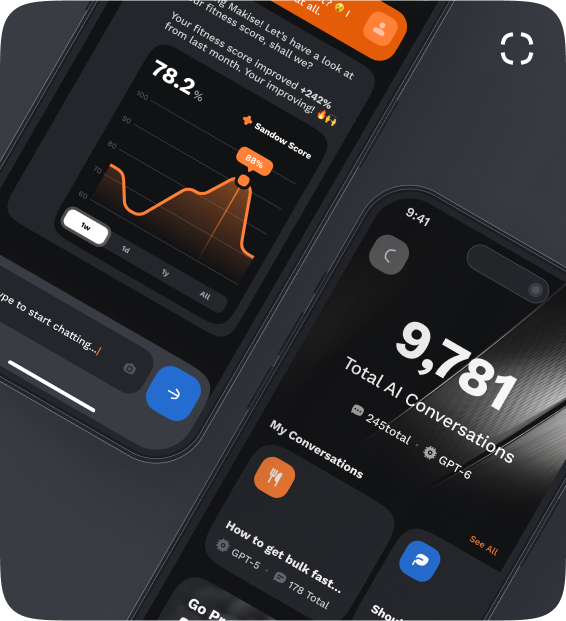 ? 😮 !
at all.
ng Makise! Let's have a look at
your fitness score, shall we?
Your fitness score improved +242%
from last month. Your improving! 🔥🙌
78.2%
Sandow Score
100
90
80
70
60
88%
1w
1d
1y
All
ype to start chatting...
9:41
9,781
Total AI Conversations
245total
GPT-6
My Conversations
See All
How to get bulk fast...
GPT-5
178 Total
Shoul
Go Pr